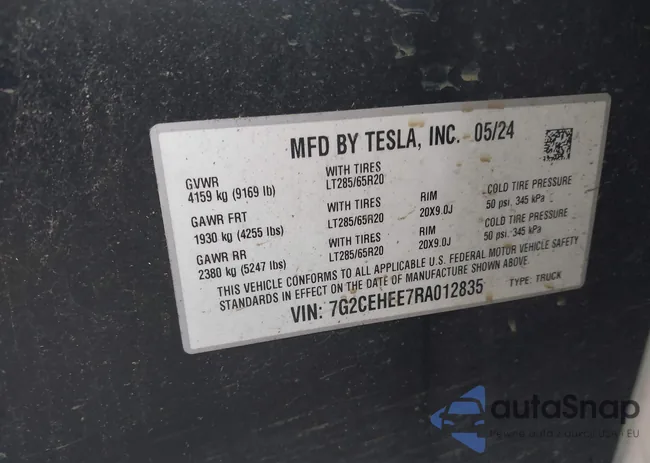 MFD BY TESLA, INC. 05/24
GVWR
4159 kg (9169 lb)
WITH TIRES
LT285/65R20
GAWR FRT
1930 kg (4255 lbs)
WITH TIRES
LT285/65R20
RIM
20X9.0J
COLD TIRE PRESSURE
50 psi, 345 kPa
GAWR RR
2380 kg (5247 lbs)
WITH TIRES
LT285/65R20
RIM
20X9.0J
COLD TIRE PRESSURE
50 psi, 345 kPa
THIS VEHICLE CONFORMS TO ALL APPLICABLE U.S. FEDERAL MOTOR VEHICLE SAFETY
STANDARDS IN EFFECT ON THE DATE OF MANUFACTURE SHOWN ABOVE.
VIN: 7G2CEHEE7RA012835
TYPE: TRUCK
autoSnap